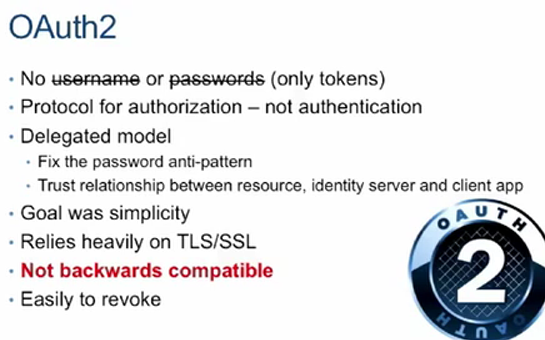 OAuth2
No username or passwords (only tokens)
Protocol for authorization – not authentication
Delegated model
Fix the password anti-pattern
Trust relationship between resource, identity server and client app
Goal was simplicity
Relies heavily on TLS/SSL
Not backwards compatible
Easily to revoke
OAUTH
2
OAUTH